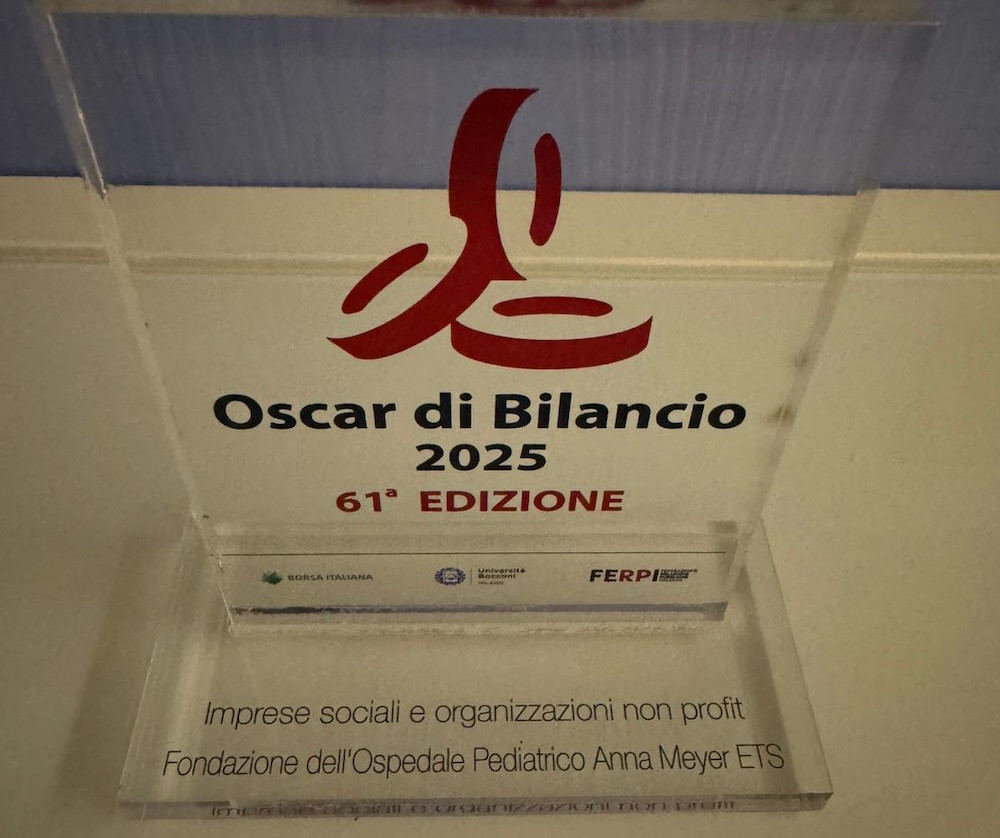 Oscar di Bilancio
2025
61ª EDIZIONE
BORSA ITALIANA
Università
Bocconi
MILANO
FERPI
Imprese sociali e organizzazioni non profit
Fondazione dell'Ospedale Pediatrico Anna Meyer ETS